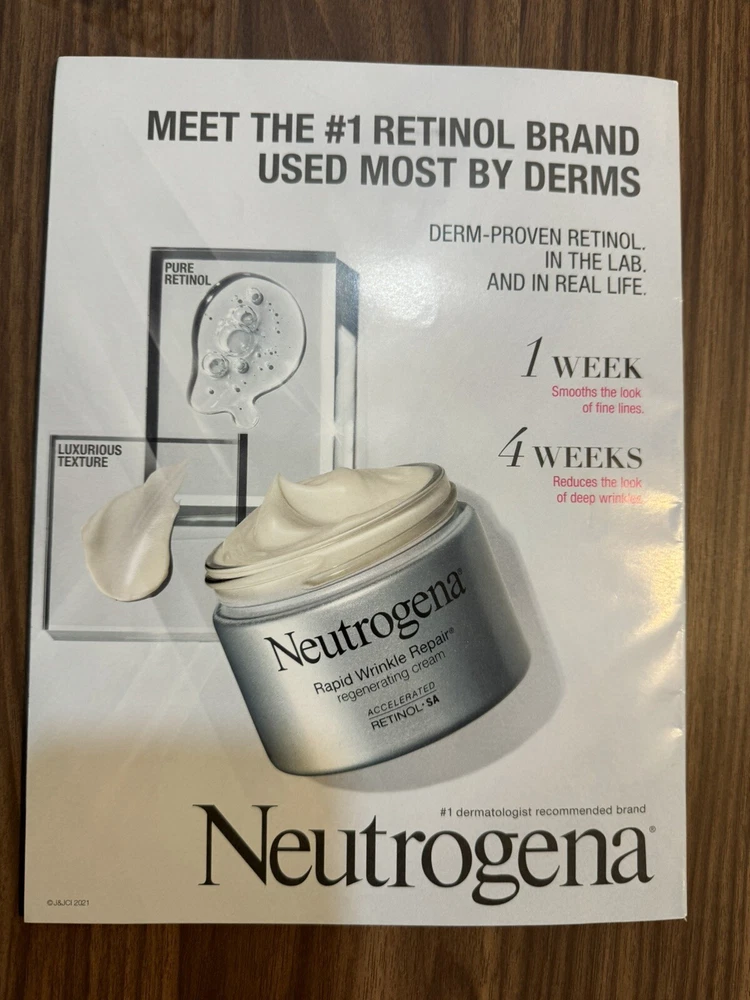 MEET THE #1 RETINOL BRAND
USED MOST BY DERMS
DERM-PROVEN RETINOL.
IN THE LAB.
AND IN REAL LIFE.
PURE
RETINOL
1 WEEK
Smooths the look
of fine lines.
LUXURIOUS
TEXTURE
4 WEEKS
Reduces the look
of deep wrinkles.
Neutrogena®
Rapid Wrinkle Repair®
regenerating cream
ACCELERATED
RETINOL·SA
#1 dermatologist recommended brand
Neutrogena®
©J&JCI 2021